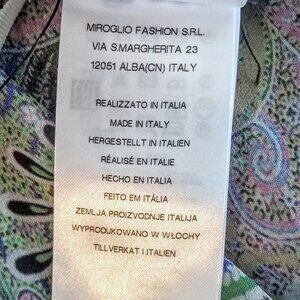 MIROGLIO FASHION S.R.L.
VIA S.MARGHERITA 23
12051 ALBA(CN) ITALY
REALIZZATO IN ITALIA
MADE IN ITALY
HERGESTELLT IN ITALIEN
RÉALISÉ EN ITALIE
HECHO EN ITALIA
FEITO EM ITÁLIA
ZEMLJA PROIZVODNJE ITALIJA
WYPRODUKOWANO W WŁOCHY
TILLVERKAT I ITALIEN